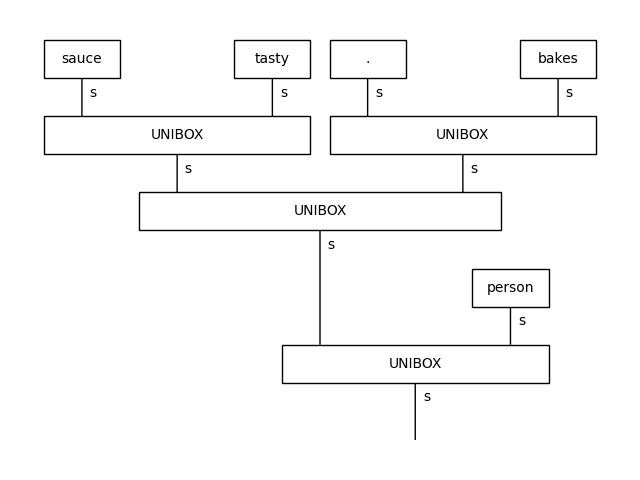 sauce tasty . bakes
s s s s
UNIBOX UNIBOX
s s
UNIBOX
s
person
s
UNIBOX
s